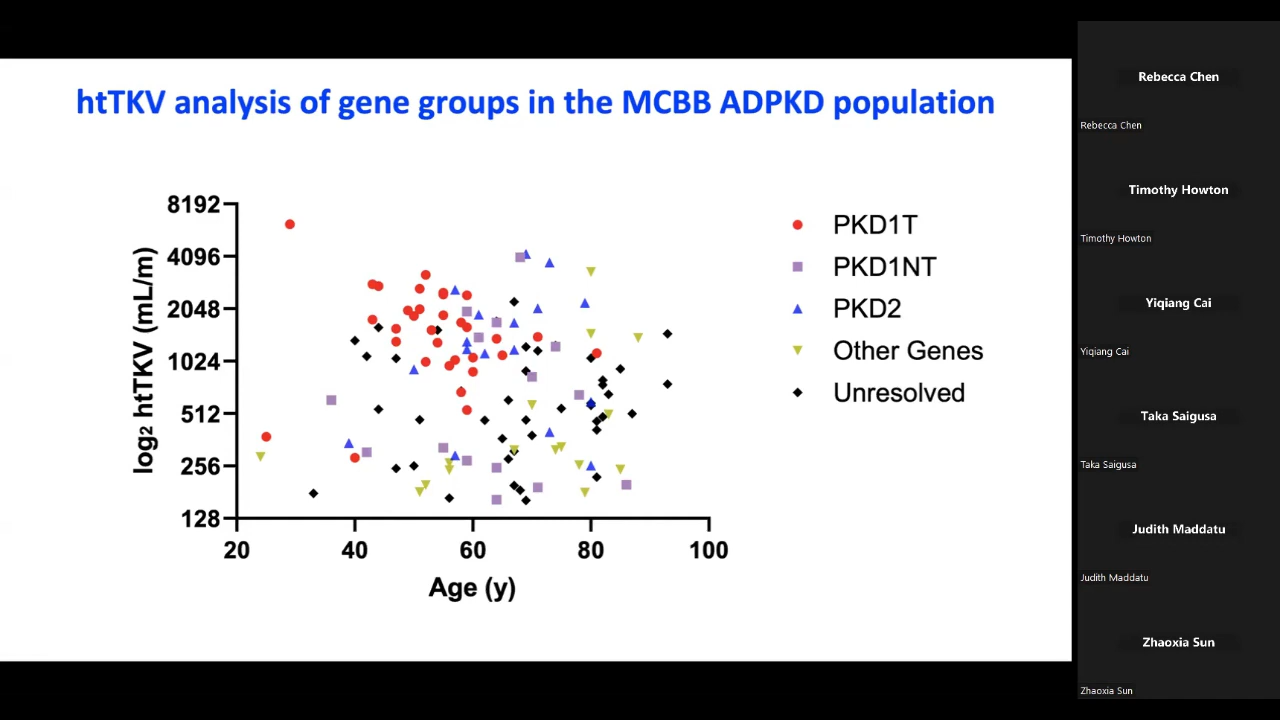 htTKV analysis of gene groups in the MCBB ADPKD population
log2 htTKV (mL/m)
8192
4096
2048
1024
512
256
128
20 40 60 80 100
Age (y)
PKD1T
PKD1NT
PKD2
Other Genes
Unresolved
Rebecca Chen
Rebecca Chen
Timothy Howton
Timothy Howton
Yiqiang Cai
Yiqiang Cai
Taka Saigusa
Taka Saigusa
Judith Maddatu
Judith Maddatu
Zhaoxia Sun
Zhaoxia Sun